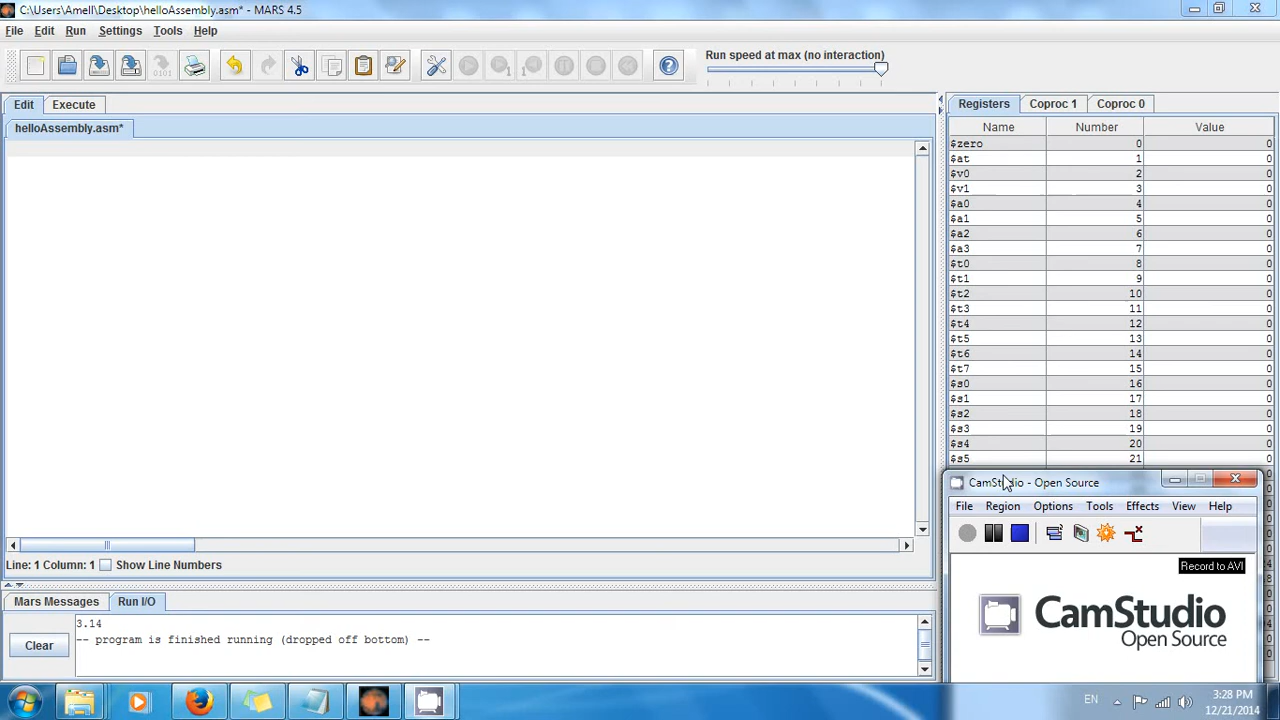 C:\Users\Amell\Desktop\helloAssembly.asm* - MARS 4.5
File Edit Run Settings Tools Help
Run speed at max (no interaction)
Edit Execute
helloAssembly.asm*
Registers Coproc 1 Coproc 0
Name Number Value
$zero 0 0
$at 1 0
$v0 2 0
$v1 3 0
$a0 4 0
$a1 5 0
$a2 6 0
$a3 7 0
$t0 8 0
$t1 9 0
$t2 10 0
$t3 11 0
$t4 12 0
$t5 13 0
$t6 14 0
$t7 15 0
$s0 16 0
$s1 17 0
$s2 18 0
$s3 19 0
$s4 20 0
$s5 21 0
CamStudio - Open Source
File Region Options Tools Effects View Help
Record to AVI
CamStudio
Open Source
Line: 1 Column: 1 Show Line Numbers
Mars Messages Run I/O
Clear
3.14
-- program is finished running (dropped off bottom) --
EN
3:28 PM
12/21/2014